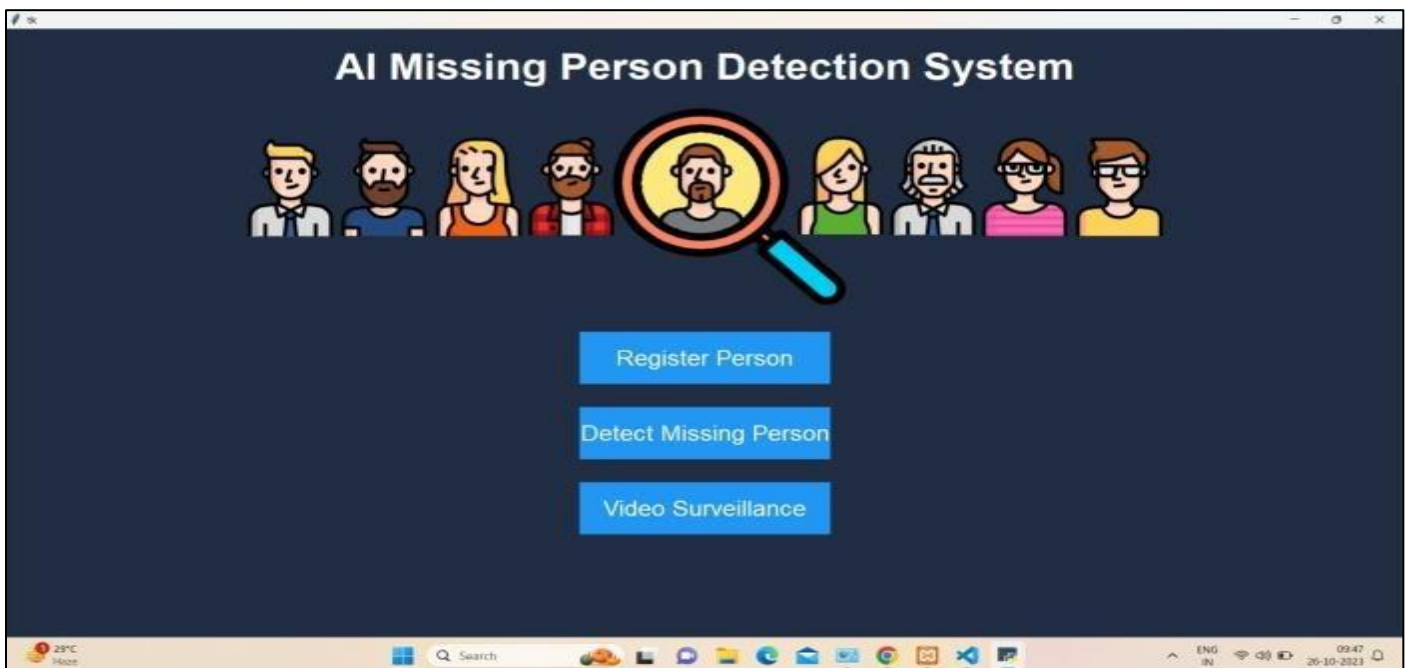 tk
AI Missing Person Detection System
Register Person
Detect Missing Person
Video Surveillance
1
29°C
Haze
Search
ENG
IN
09:47
26-10-2023